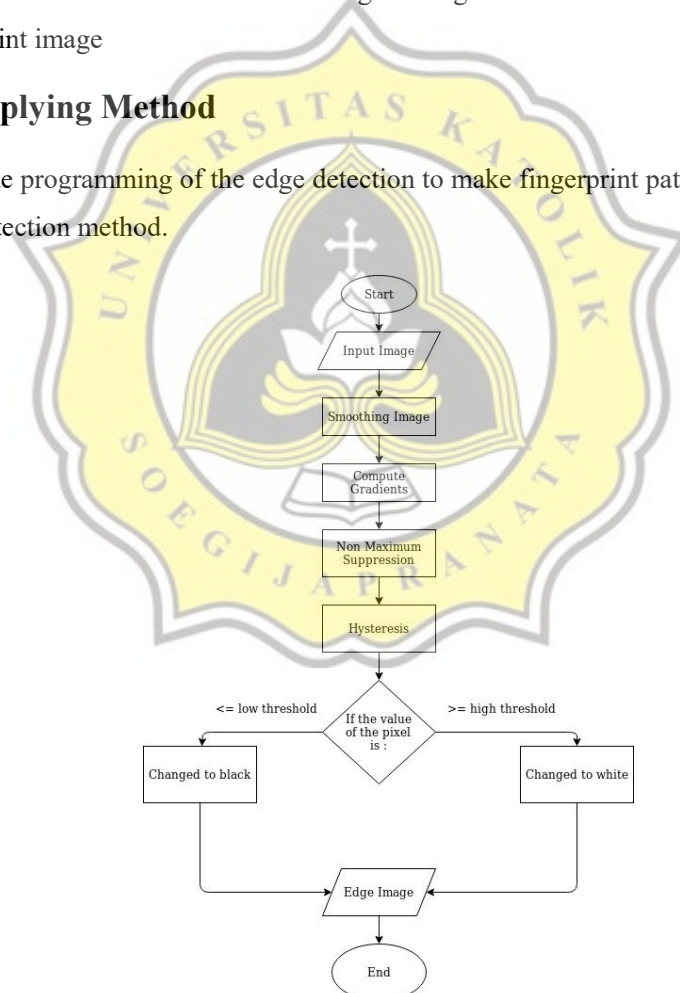 int image
plying Method
e programming of the edge detection to make fingerprint pat
tection method.
UNIVERSITAS KATOLIK
SOEGIJAPRANATA
Start
Input Image
Smoothing Image
Compute
Gradients
Non Maximum
Suppression
Hysteresis
<= low threshold
If the value
of the pixel
is :
>= high threshold
Changed to black
Changed to white
Edge Image
End